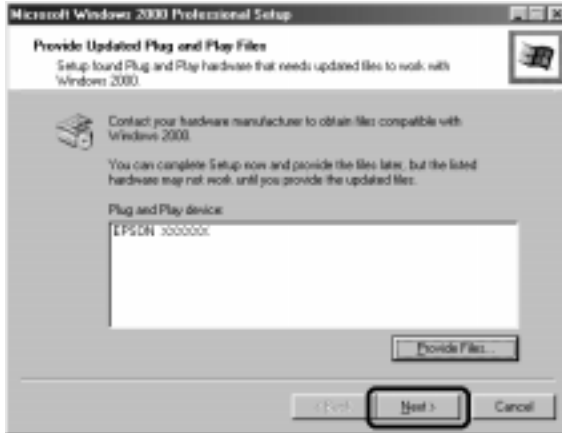 Microsoft Windows 2000 Professional Setup
Provide Updated Plug and Play Files
Setup found Plug and Play hardware that needs updated files to work with
Windows 2000.
Contact your hardware manufacturer to obtain files compatible with
Windows 2000.
You can complete Setup now and provide the files later, but the listed
hardware may not work until you provide the updated files.
Plug and Play device:
EPSON XXXXXX
Provide Files...
< Back
Next >
Cancel